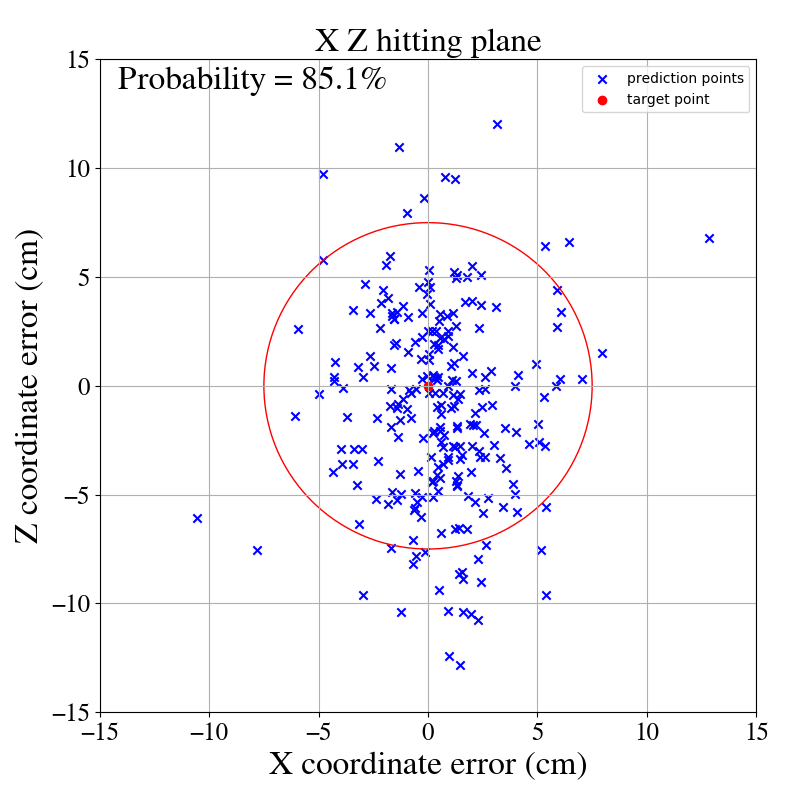 X Z hitting plane
Probability = 85.1%
prediction points
target point
15
10
5
0
−5
−10
−15
Z coordinate error (cm)
−15 −10 −5 0 5 10 15
X coordinate error (cm)